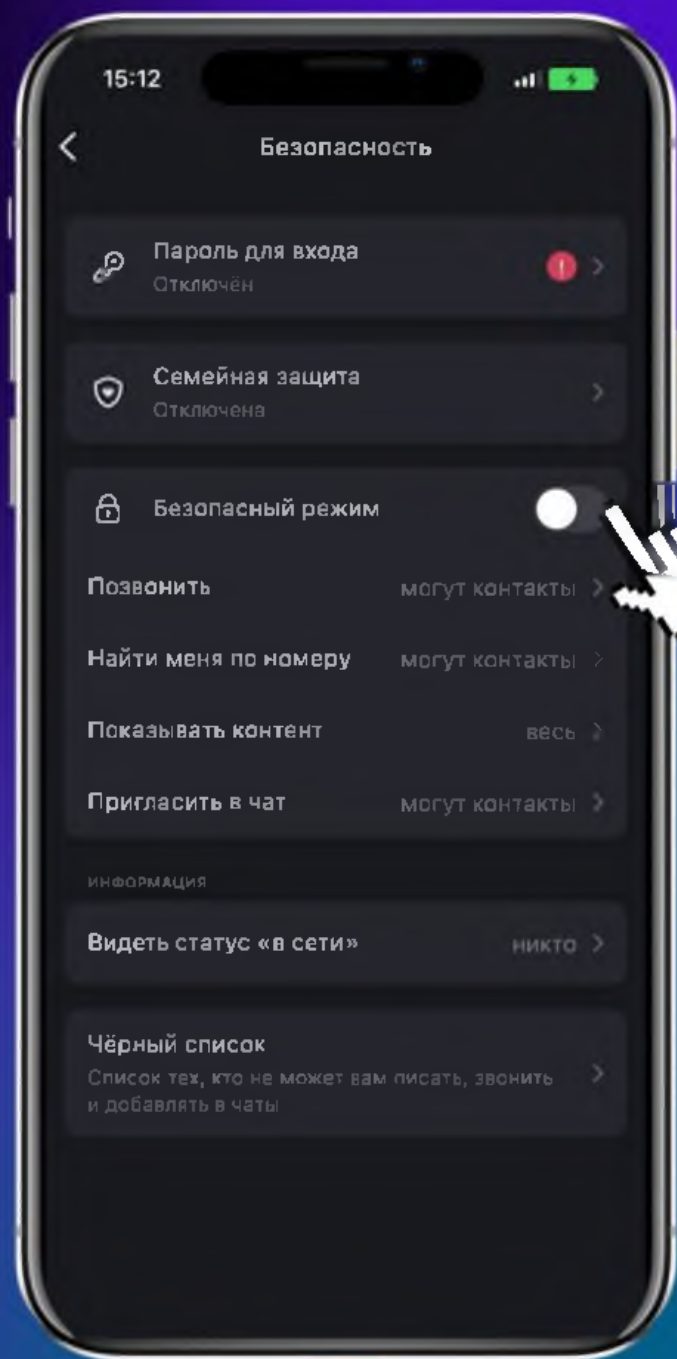 15:12
Безопасность
Пароль для входа
Отключён
Семейная защита
Отключена
Безопасный режим
Позвонить могут контакты
Найти меня по номеру могут контакты
Показывать контент весь
Пригласить в чат могут контакты
ИНФОРМАЦИЯ
Видеть статус «в сети» никто
Чёрный список
Список тех, кто не может вам писать, звонить
и добавлять в чаты